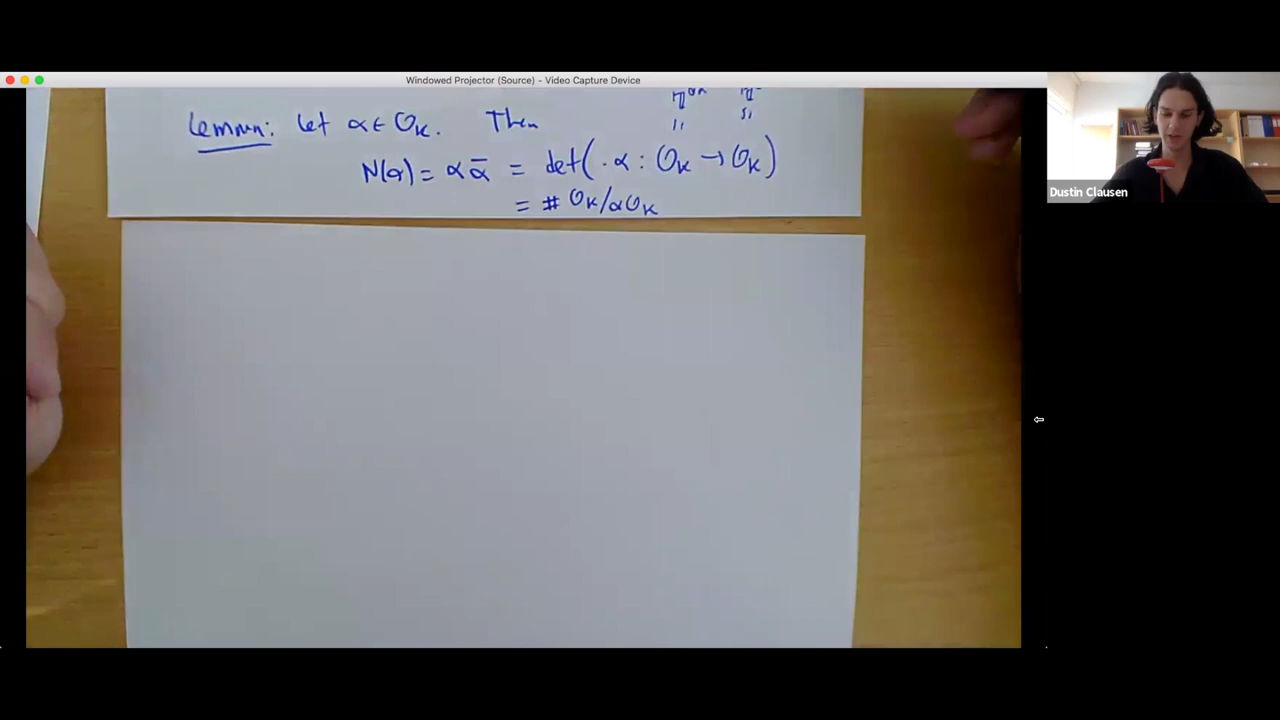 Windowed Projector (Source) - Video Capture Device
Dustin Clausen
Lemma: Let α ∈ O_K. Then
N(α) = αᾱ = det(·α : O_K → O_K)
= # O_K/αO_K